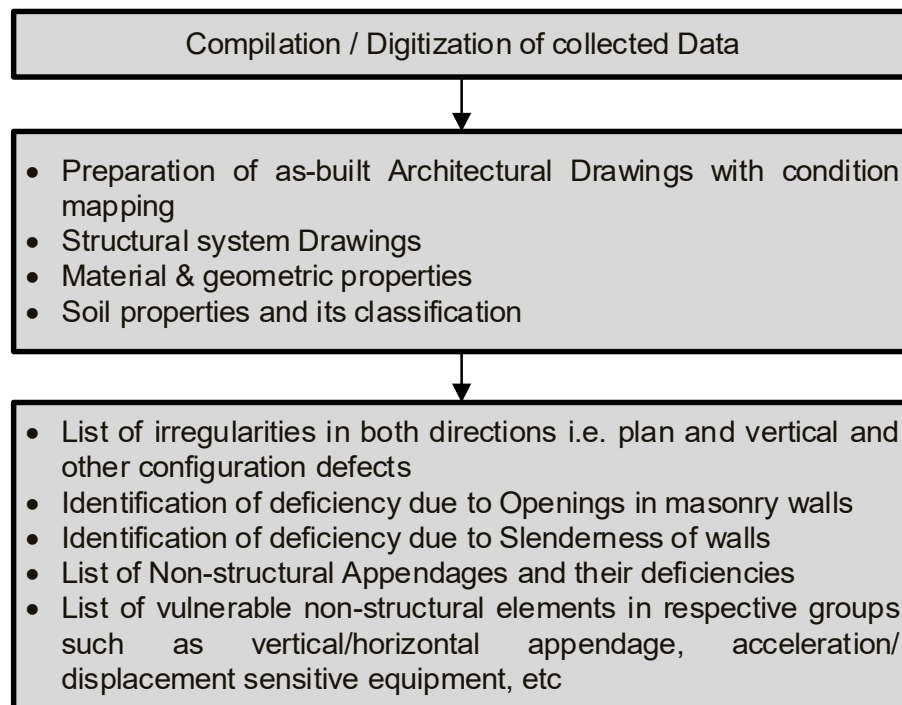 Compilation / Digitization of collected Data
• Preparation of as-built Architectural Drawings with condition
mapping
• Structural system Drawings
• Material & geometric properties
• Soil properties and its classification
• List of irregularities in both directions i.e. plan and vertical and
other configuration defects
• Identification of deficiency due to Openings in masonry walls
• Identification of deficiency due to Slenderness of walls
• List of Non-structural Appendages and their deficiencies
• List of vulnerable non-structural elements in respective groups
such as vertical/horizontal appendage, acceleration/
displacement sensitive equipment, etc